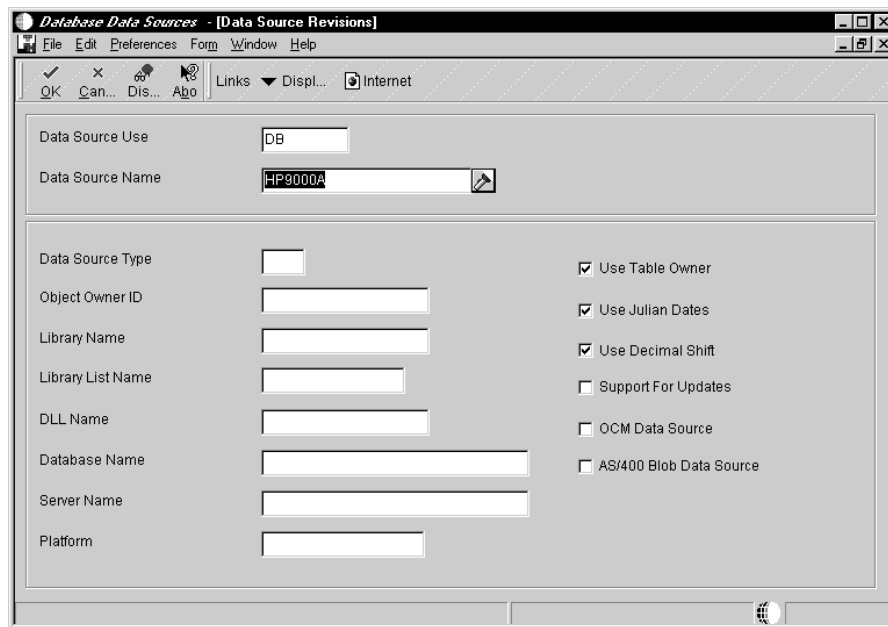 Database Data Sources - [Data Source Revisions]
File Edit Preferences Form Window Help
OK Can... Dis... Abo Links Displ... Internet
Data Source Use DB
Data Source Name HP9000A
Data Source Type
Use Table Owner
Object Owner ID
Use Julian Dates
Library Name
Use Decimal Shift
Library List Name
Support For Updates
DLL Name
OCM Data Source
Database Name
AS/400 Blob Data Source
Server Name
Platform